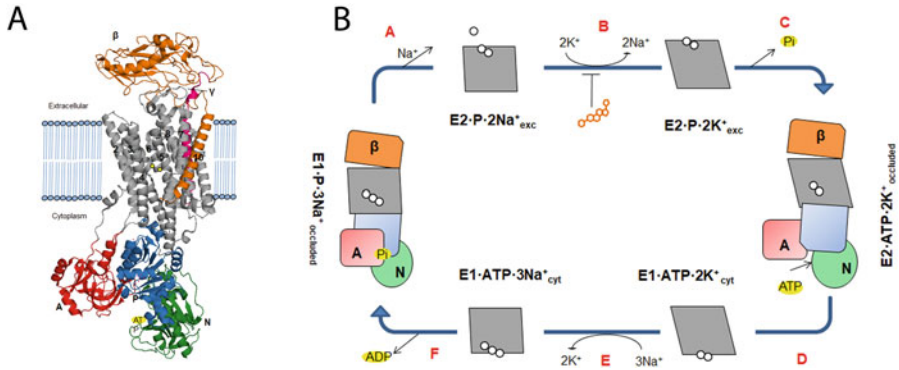 A
β
γ
Extracellular
10
Cytoplasm
A
P
N
B
A
Na⁺
E2·P·2Na⁺exc
B
2K⁺
2Na⁺
E2·P·2K⁺exc
C
Pi
E1·P·3Na⁺occluded
β
A
Pi
N
β
A
N
ATP
E2·ATP·2K⁺occluded
E1·ATP·3Na⁺cyt
E1·ATP·2K⁺cyt
ADP
F
2K⁺
E
3Na⁺
D